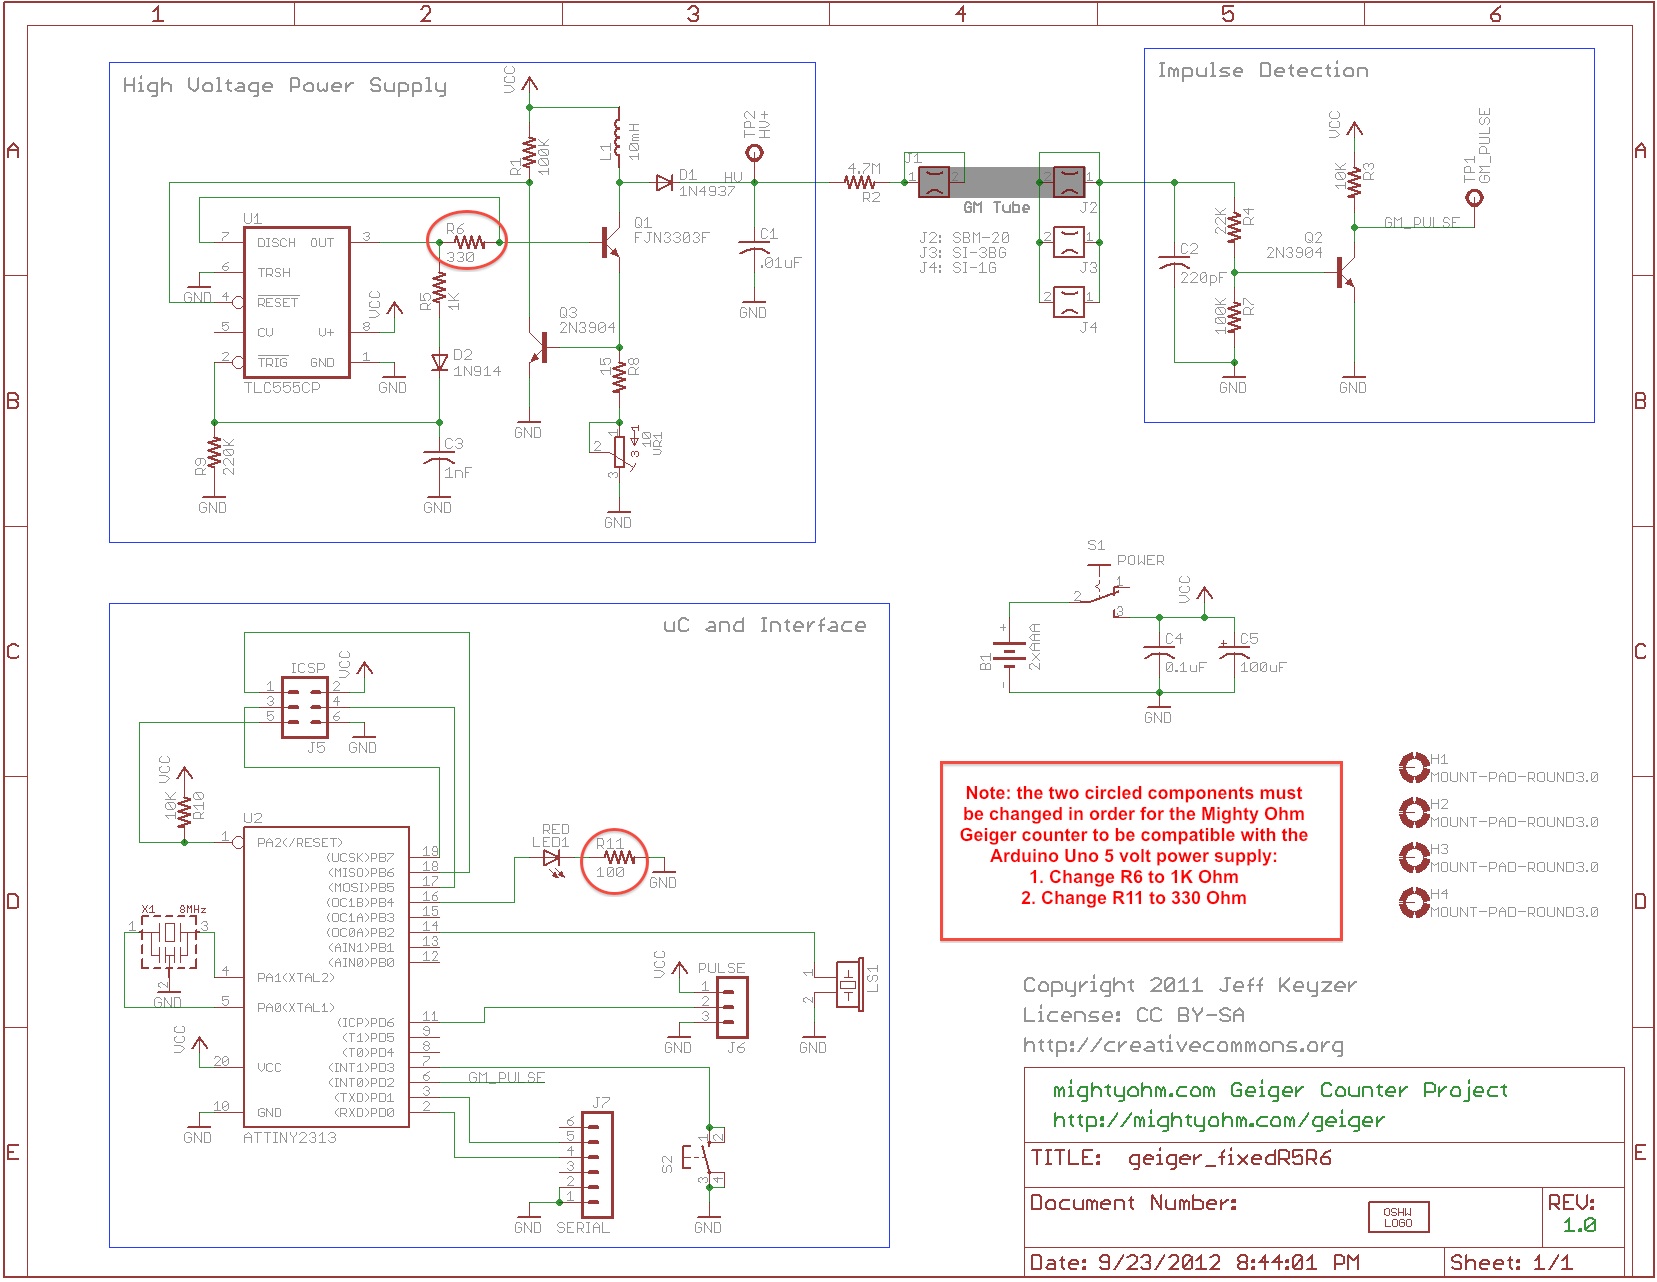 1 2 3 4 5 6
A
B
C
D
E
A
B
C
D
E
High Voltage Power Supply
VCC
R1
100K
L1
10mH
D1
1N4937
HV
TP2
HV+
C1
.01uF
U1
7 DISCH OUT 3
6 TRSH
GND
4 RESET
5 CV V+ 8
2 TRIG GND 1
TLC555CP
VCC
GND
R6
330
R5
1K
D2
1N914
C3
1nF
GND
R9
220K
GND
Q1
FJN3303F
Q3
2N3904
GND
15
R8
1
2
3
10
VR1
GND
GND
4.7M
R2
J1
1 2
GM Tube
2 1
J2
2 1
J3
2 1
J4
J2: SBM-20
J3: SI-3BG
J4: SI-1G
Impulse Detection
VCC
10K
R3
TP1
GM_PULSE
GM_PULSE
22K
R4
Q2
2N3904
C2
220pF
100K
R7
GND
GND
S1
POWER
2
1
3
VCC
+
-
B1
2xAAA
C4
0.1uF
+
C5
100uF
GND
uC and Interface
ICSP
VCC
1 2
3 4
5 6
J5
GND
VCC
10K
R10
U2
1 PA2(/RESET)
(UCSK)PB7 19
(MISO)PB6 18
(MOSI)PB5 17
(OC1B)PB4 16
(OC1A)PB3 15
(OC0A)PB2 14
(AIN1)PB1 13
(AIN0)PB0 12
X1 8MHz
1 3
2
GND
4 PA1(XTAL2)
5 PA0(XTAL1)
(ICP)PD6 11
(T1)PD5 9
(T0)PD4 8
VCC
20 VCC
(INT1)PD3 7
(INT0)PD2 6
(TXD)PD1 3
(RXD)PD0 2
10 GND
GND
ATTINY2313
RED
LED1
R11
100
GND
VCC
PULSE
1
2
3
GND
J6
1
2
LS1
GND
GM_PULSE
J7
6
5
4
3
2
1
GND
SERIAL
S2
1 2
3 4
GND
Note: the two circled components must
be changed in order for the Mighty Ohm
Geiger counter to be compatible with the
Arduino Uno 5 volt power supply:
1. Change R6 to 1K Ohm
2. Change R11 to 330 Ohm
H1
MOUNT-PAD-ROUND3.0
H2
MOUNT-PAD-ROUND3.0
H3
MOUNT-PAD-ROUND3.0
H4
MOUNT-PAD-ROUND3.0
Copyright 2011 Jeff Keyzer
License: CC BY-SA
http://creativecommons.org
mightyohm.com Geiger Counter Project
http://mightyohm.com/geiger
TITLE: geiger_fixedR5R6
Document Number:
OSHW
LOGO
REV:
1.0
Date: 9/23/2012 8:44:01 PM
Sheet: 1/1
1 2 3 4 5 6